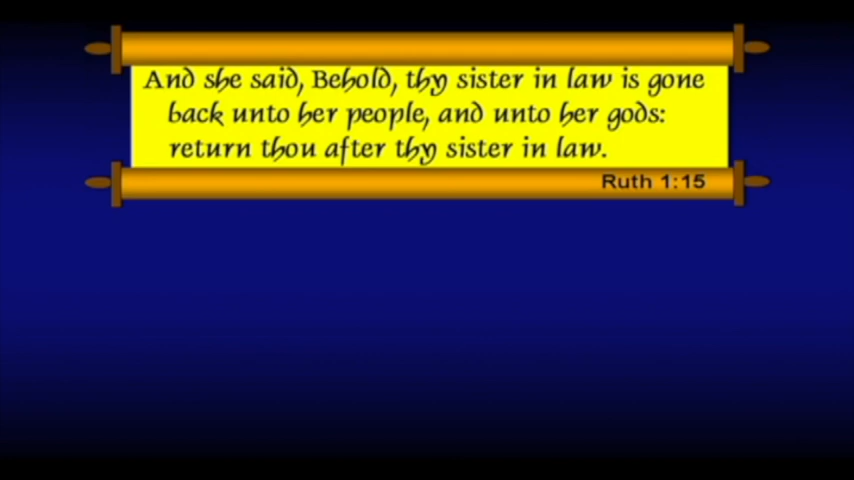 And she said, Behold, thy sister in law is gone
back unto her people, and unto her gods:
return thou after thy sister in law.
Ruth 1:15